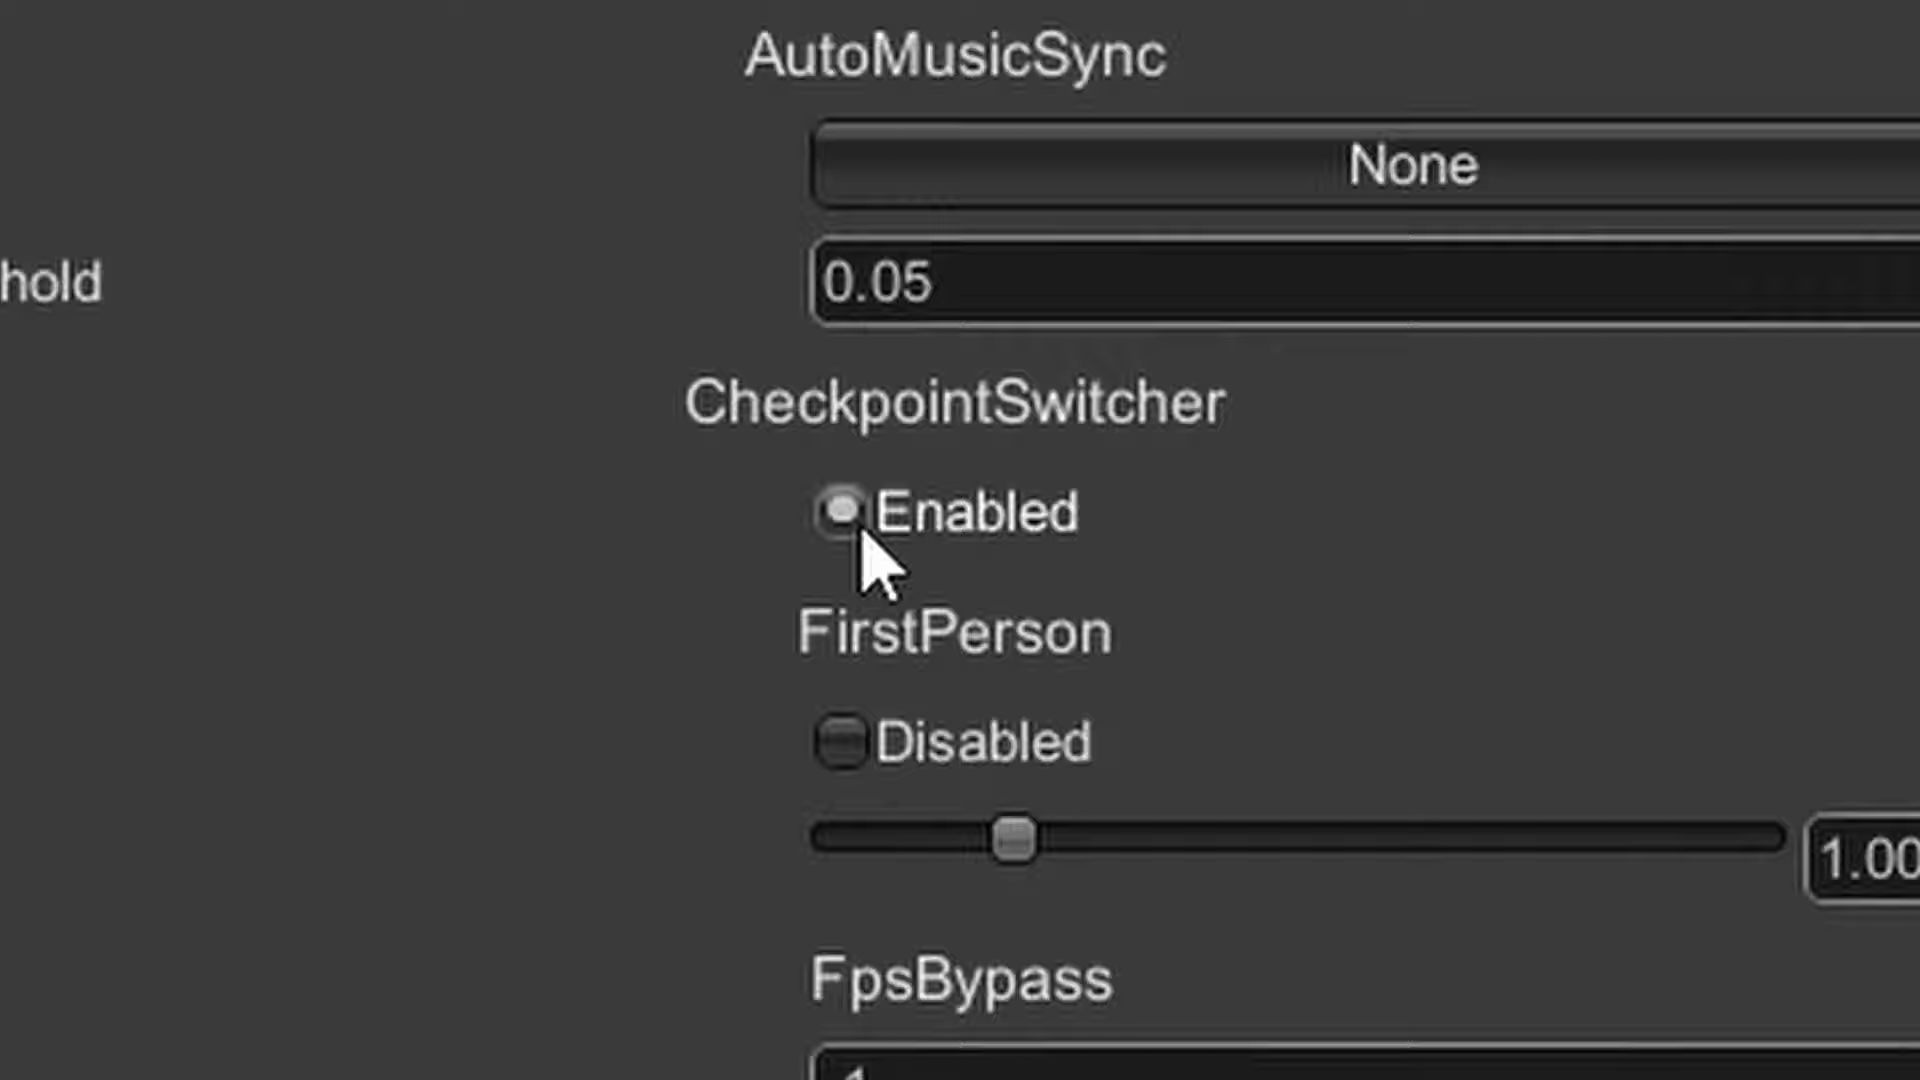 AutoMusicSync
None
hold
0.05
CheckpointSwitcher
Enabled
FirstPerson
Disabled
1.00
FpsBypass